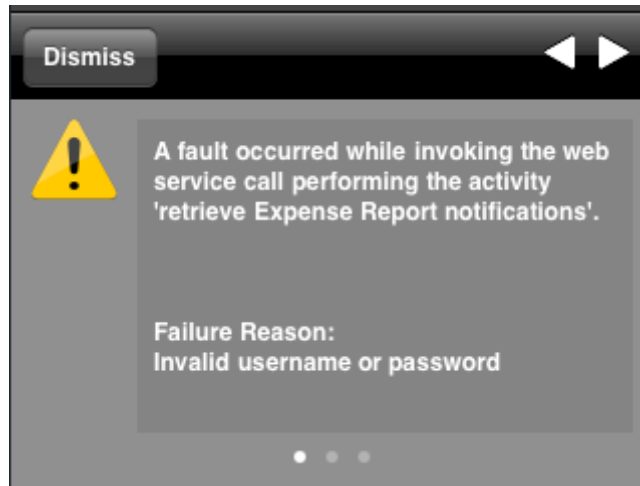 Dismiss
A fault occurred while invoking the web
service call performing the activity
'retrieve Expense Report notifications'.
Failure Reason:
Invalid username or password